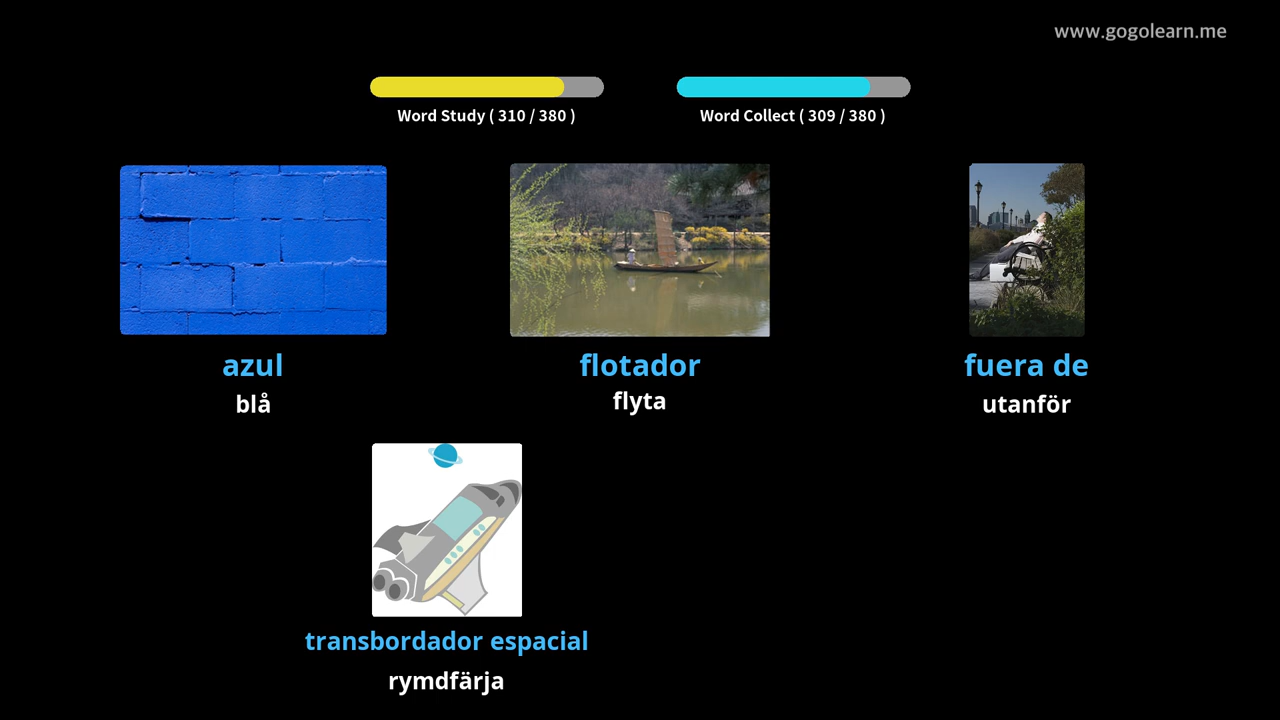 www.gogolearn.me
Word Study ( 310 / 380 )
Word Collect ( 309 / 380 )
azul
blå
flotador
flyta
fuera de
utanför
transbordador espacial
rymdfärja